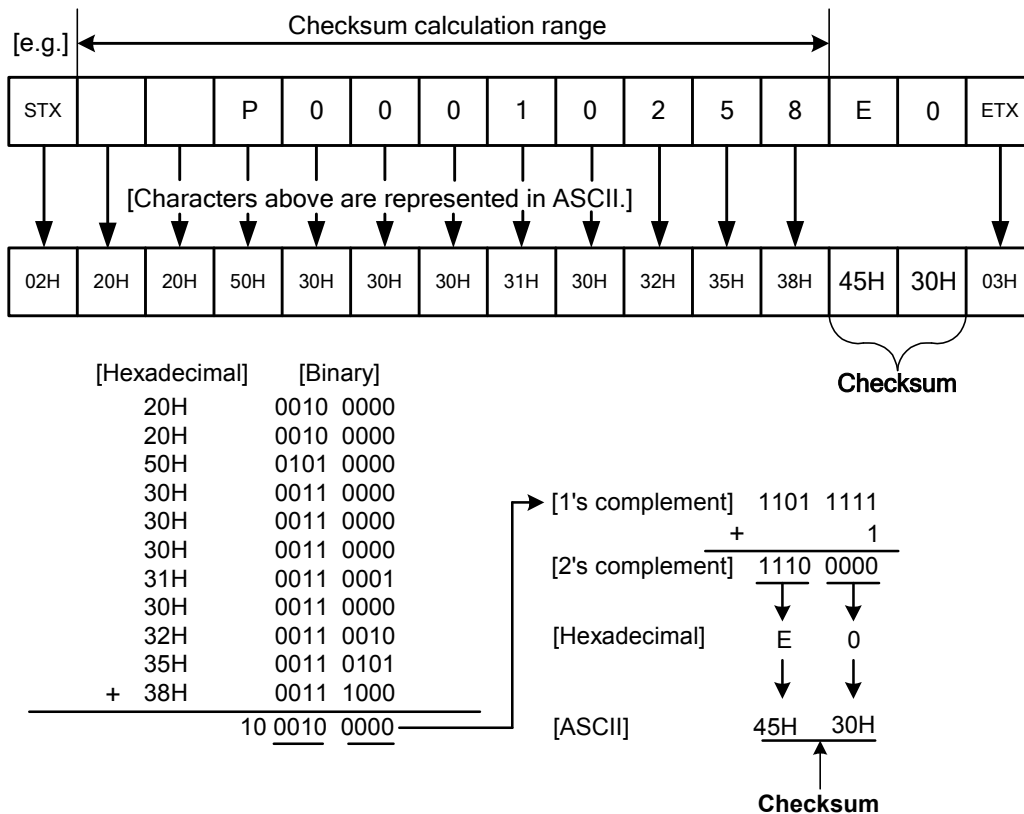 Checksum calculation range
[e.g.]
STX P 0 0 0 1 0 2 5 8 E 0 ETX
[Characters above are represented in ASCII.]
02H 20H 20H 50H 30H 30H 30H 31H 30H 32H 35H 38H 45H 30H 03H
Checksum
[Hexadecimal] [Binary]
20H 0010 0000
20H 0010 0000
50H 0101 0000
30H 0011 0000
30H 0011 0000
30H 0011 0000
31H 0011 0001
30H 0011 0000
32H 0011 0010
35H 0011 0101
+ 38H 0011 1000
10 0010 0000
[1's complement] 1101 1111
+ 1
[2's complement] 1110 0000
[Hexadecimal] E 0
[ASCII] 45H 30H
Checksum